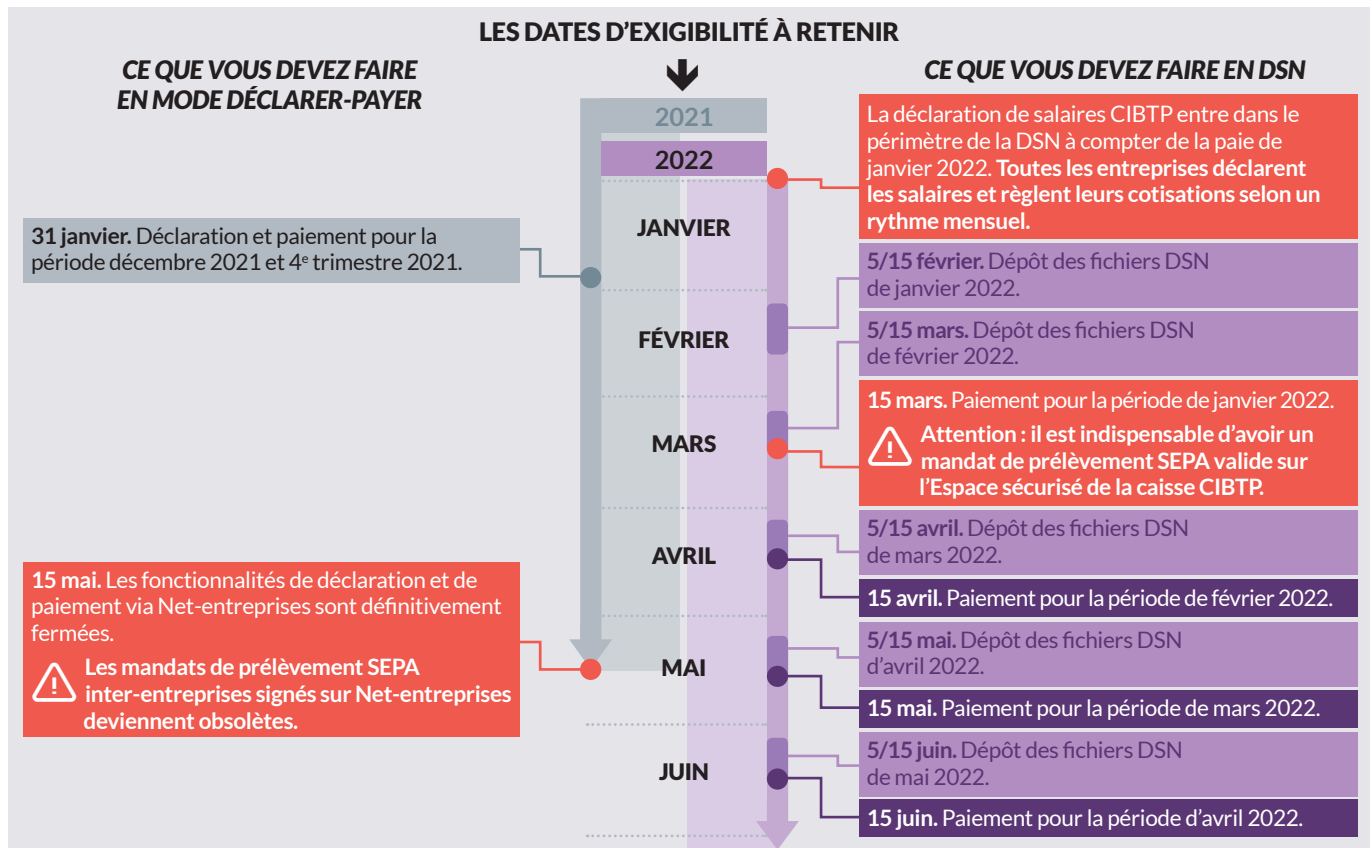 LES DATES D'EXIGIBILITÉ À RETENIR
CE QUE VOUS DEVEZ FAIRE
EN MODE DÉCLARER-PAYER
31 janvier. Déclaration et paiement pour la
période décembre 2021 et 4e trimestre 2021.
15 mai. Les fonctionnalités de déclaration et de
paiement via Net-entreprises sont définitivement
fermées.
Les mandats de prélèvement SEPA
inter-entreprises signés sur Net-entreprises
deviennent obsolètes.
2021
2022
JANVIER
FÉVRIER
MARS
AVRIL
MAI
JUIN
CE QUE VOUS DEVEZ FAIRE EN DSN
La déclaration de salaires CIBTP entre dans le
périmètre de la DSN à compter de la paie de
janvier 2022. Toutes les entreprises déclarent
les salaires et règlent leurs cotisations selon un
rythme mensuel.
5/15 février. Dépôt des fichiers DSN
de janvier 2022.
5/15 mars. Dépôt des fichiers DSN
de février 2022.
15 mars. Paiement pour la période de janvier 2022.
Attention : il est indispensable d'avoir un
mandat de prélèvement SEPA valide sur
l'Espace sécurisé de la caisse CIBTP.
5/15 avril. Dépôt des fichiers DSN
de mars 2022.
15 avril. Paiement pour la période de février 2022.
5/15 mai. Dépôt des fichiers DSN
d'avril 2022.
15 mai. Paiement pour la période de mars 2022.
5/15 juin. Dépôt des fichiers DSN
de mai 2022.
15 juin. Paiement pour la période d'avril 2022.